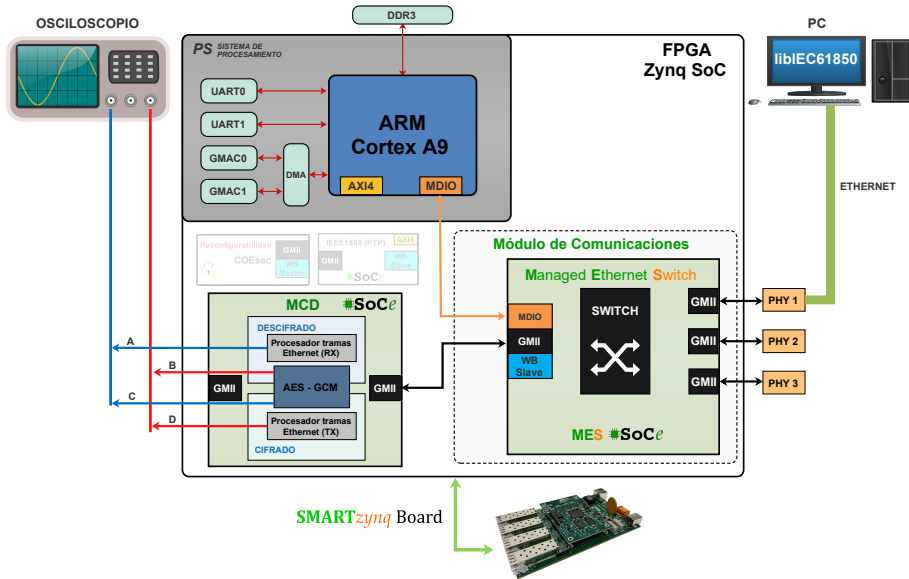 OSCILOSCOPIO
DDR3
PC
PS SISTEMA DE
PROCESAMIENTO
FPGA
Zynq SoC
libIEC61850
UART0
UART1
GMAC0
GMAC1
DMA
ARM
Cortex A9
AXI4
MDIO
ETHERNET
Reconfigurabilidad
COEsec
GMII
WB
Master
IEEE1588 (PTP)
AXI4
GMII
WB
Slave
SoCe
Módulo de Comunicaciones
Managed Ethernet Switch
MDIO
GMII
WB
Slave
SWITCH
GMII
GMII
GMII
PHY 1
PHY 2
PHY 3
MES SoCe
MCD SoCe
DESCIFRADO
Procesador tramas
Ethernet (RX)
GMII
AES - GCM
GMII
Procesador tramas
Ethernet (TX)
CIFRADO
A
B
C
D
SMARTzynq Board